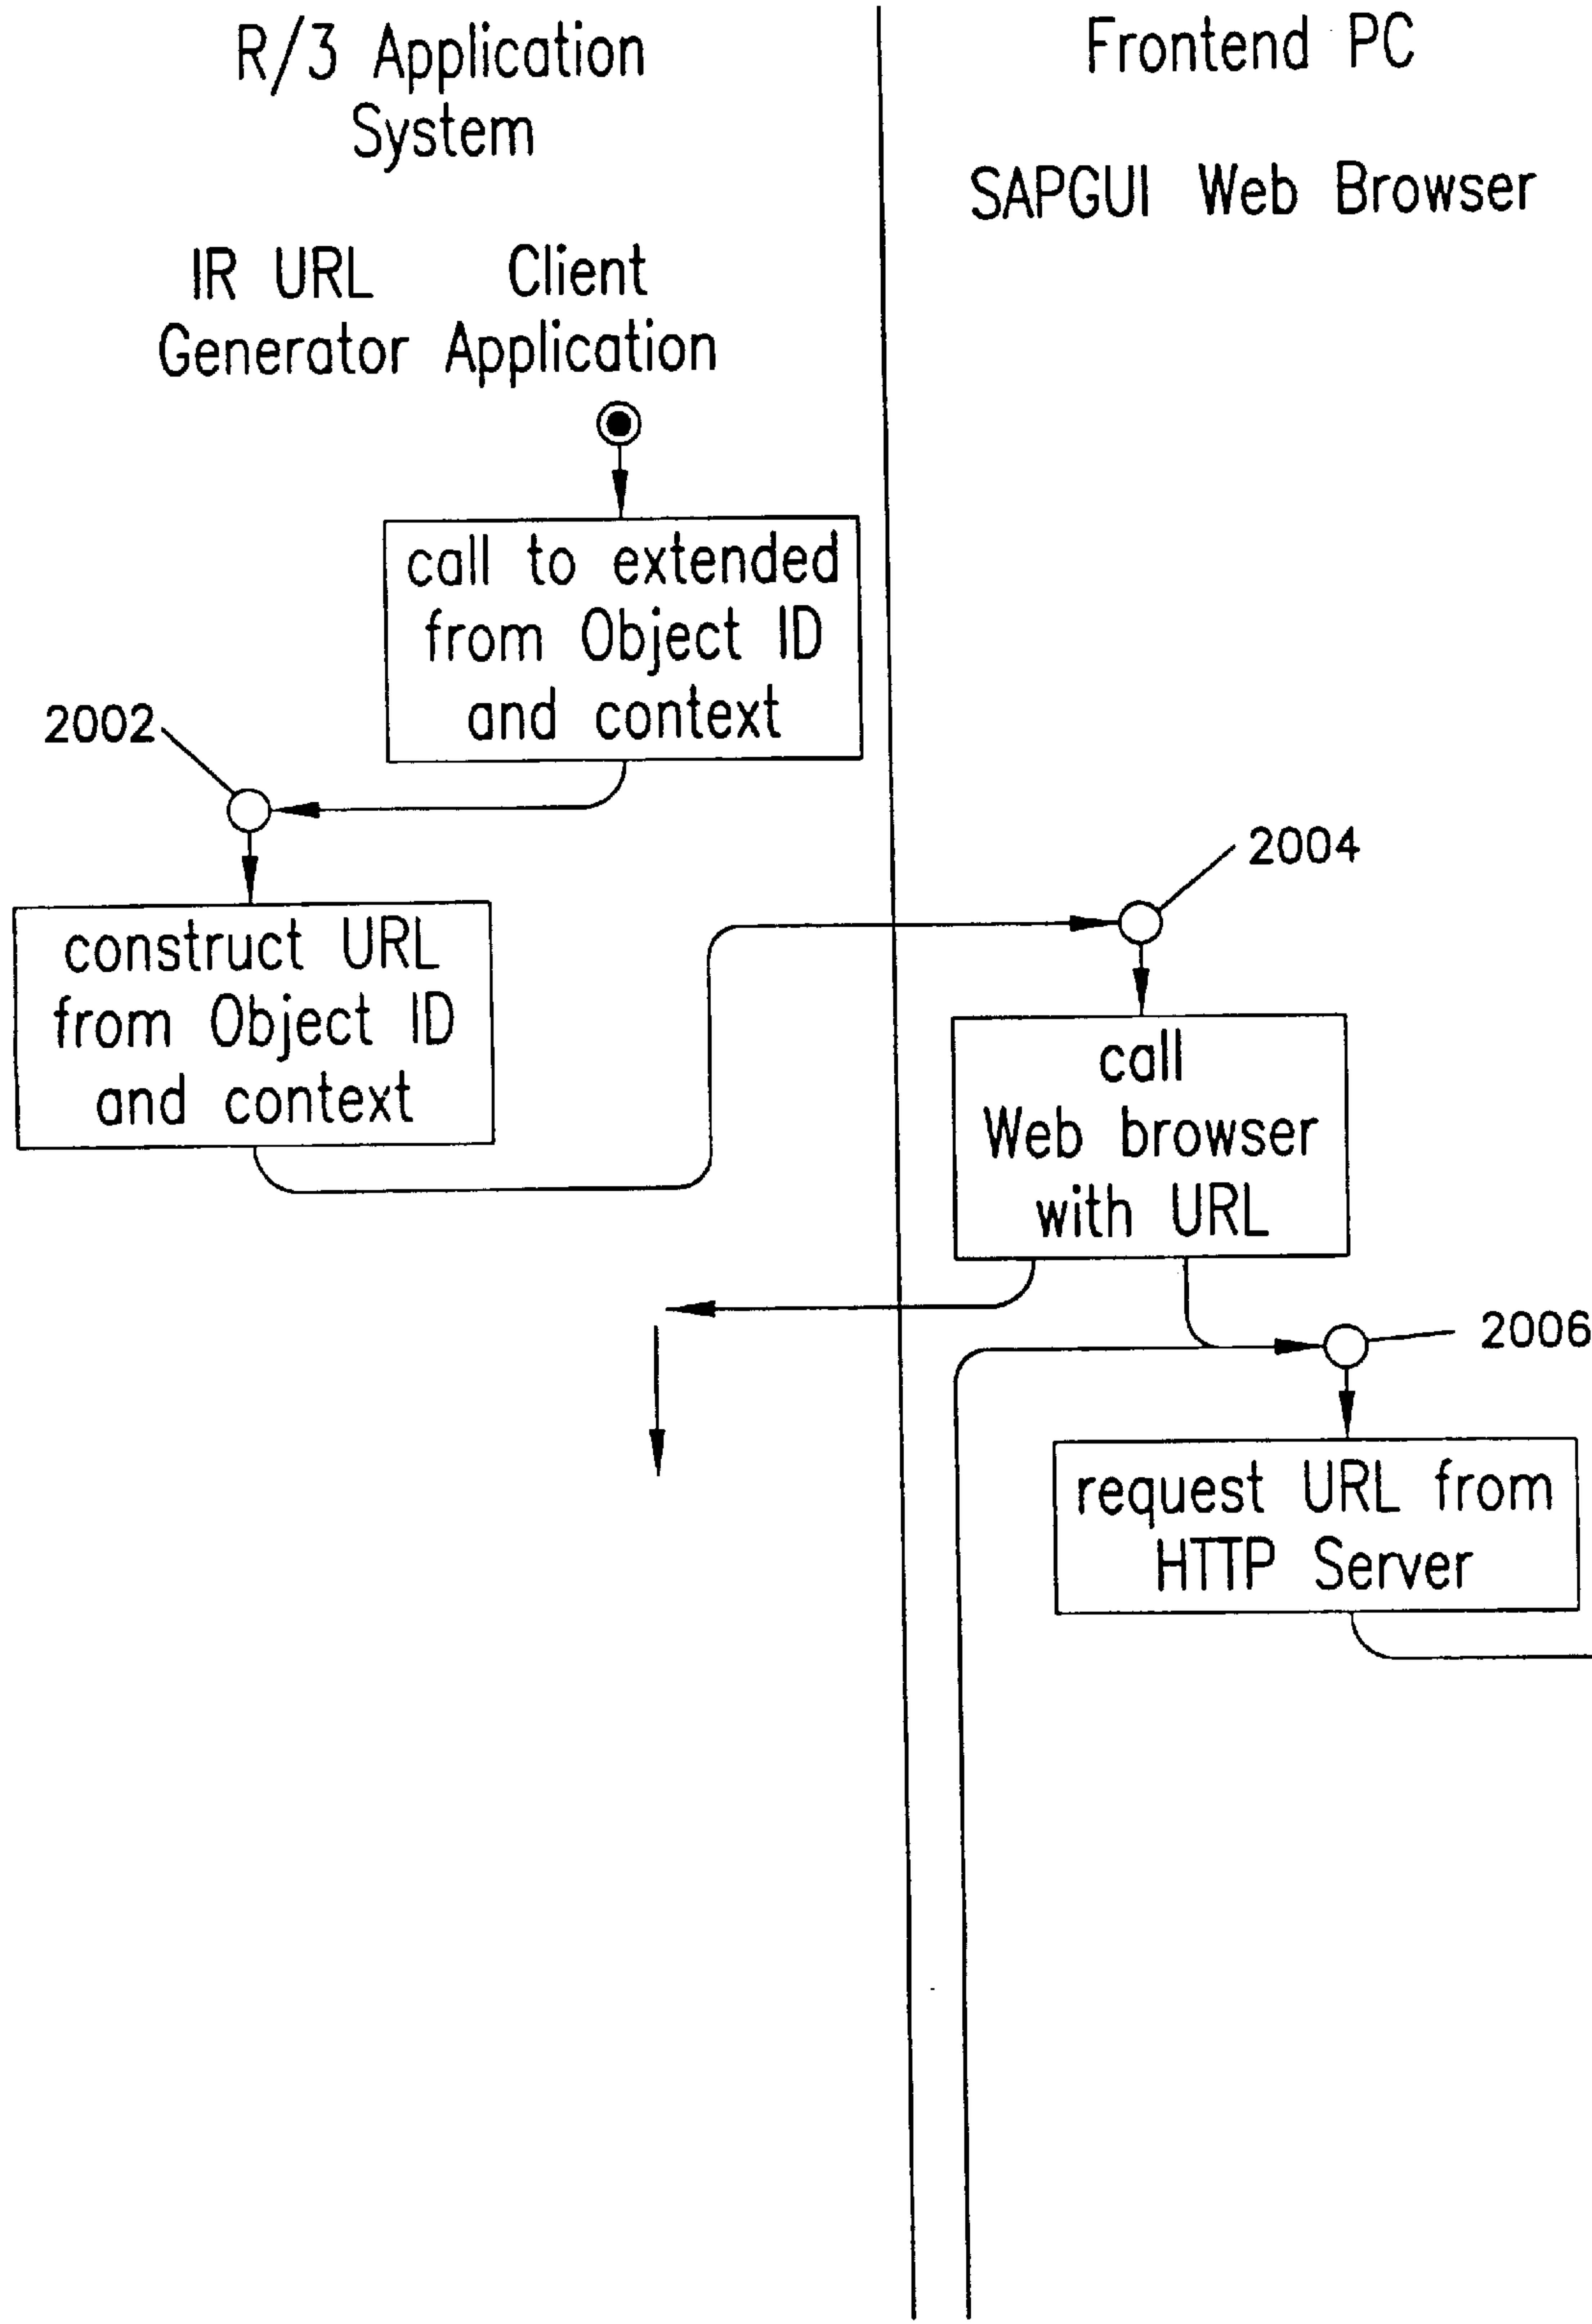 R/3 Application
System
IR URL
Generator
Client
Application
call to extended
from Object ID
and context
2002
construct URL
from Object ID
and context
Frontend PC
SAPGUI Web Browser
2004
call
Web browser
with URL
2006
request URL from
HTTP Server